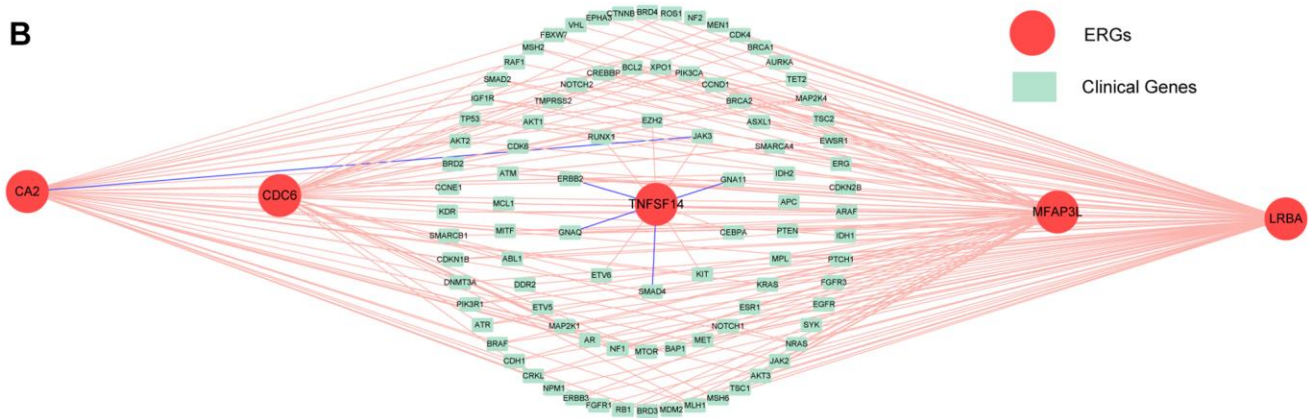 B
ERGs
Clinical Genes
CA2
CDC6
TNFSF14
MFAP3L
LRBA
CTNNB
BRD4
ROS1
EPHA3
NF2
VHL
MEN1
FBXW7
CDK4
MSH2
BRCA1
RAF1
BCL2
XPO1
AURKA
CREBBP
PIK3CA
SMAD2
NOTCH2
CCND1
TET2
IGF1R
TMPRSS2
BRCA2
MAP2K4
TP53
AKT1
EZH2
ASXL1
TSC2
AKT2
CDK6
RUNX1
JAK3
SMARCA4
EWSR1
BRD2
ATM
ERBB2
GNA11
IDH2
ERG
CCNE1
MCL1
APC
CDKN2B
KDR
ARAF
SMARCB1
MITF
GNAQ
CEBPA
PTEN
IDH1
CDKN1B
ABL1
MPL
PTCH1
DNMT3A
DDR2
ETV6
SMAD4
KIT
KRAS
FGFR3
PIK3R1
ETV5
ESR1
EGFR
ATR
MAP2K1
NOTCH1
SYK
BRAF
AR
NF1
MTOR
BAP1
MET
NRAS
CDH1
JAK2
CRKL
AKT3
NPM1
TSC1
ERBB3
MSH6
FGFR1
RB1
BRD3
MDM2
MLH1